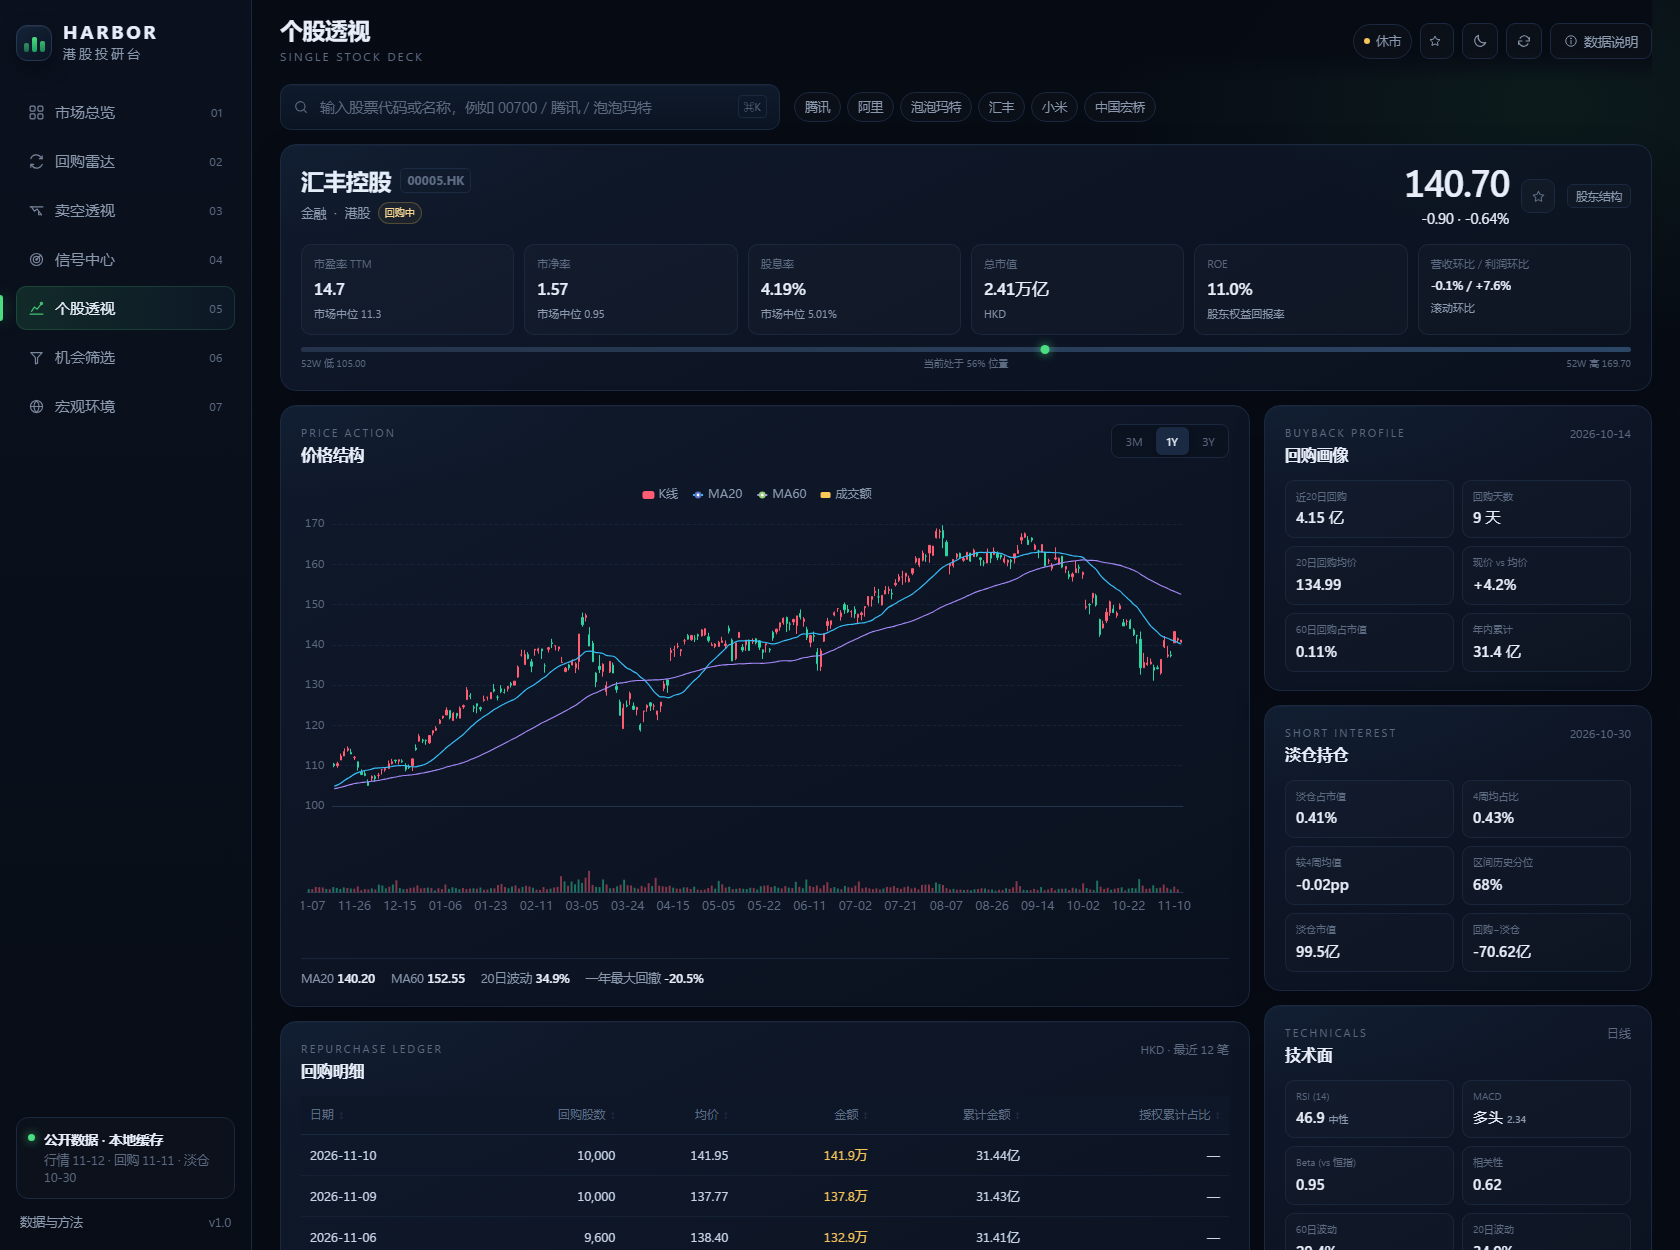 HARBOR
港股投研台
市场总览 01
回购雷达 02
卖空透视 03
信号中心 04
个股透视 05
机会筛选 06
宏观环境 07
公开数据 · 本地缓存
行情 11-12 · 回购 11-11 · 淡仓
10-30
数据与方法 v1.0
个股透视
SINGLE STOCK DECK
休市
数据说明
输入股票代码或名称，例如 00700 / 腾讯 / 泡泡玛特 ⌘K
腾讯 阿里 泡泡玛特 汇丰 小米 中国宏桥
汇丰控股 00005.HK
金融 · 港股 回购中
140.70
-0.90 · -0.64%
股东结构
市盈率 TTM
14.7
市场中位 11.3
市净率
1.57
市场中位 0.95
股息率
4.19%
市场中位 5.01%
总市值
2.41万亿
HKD
ROE
11.0%
股东权益回报率
营收环比 / 利润环比
-0.1% / +7.6%
滚动环比
52W 低 105.00 当前处于 56% 位置 52W 高 169.70
PRICE ACTION
价格结构
3M 1Y 3Y
K线 MA20 MA60 成交额
170
160
150
140
130
120
110
100
1-07 11-26 12-15 01-06 01-23 02-11 03-05 03-24 04-15 05-05 05-22 06-11 07-02 07-21 08-07 08-26 09-14 10-02 10-22 11-10
MA20 140.20 MA60 152.55 20日波动 34.9% 一年最大回撤 -20.5%
REPURCHASE LEDGER
回购明细
HKD · 最近 12 笔
日期 回购股数 均价 金额 累计金额 授权累计占比
2026-11-10 10,000 141.95 141.9万 31.44亿 —
2026-11-09 10,000 137.77 137.8万 31.43亿 —
2026-11-06 9,600 138.40 132.9万 31.41亿 —
BUYBACK PROFILE 2026-10-14
回购画像
近20日回购
4.15 亿
回购天数
9 天
20日回购均价
134.99
现价 vs 均价
+4.2%
60日回购占市值
0.11%
年内累计
31.4 亿
SHORT INTEREST 2026-10-30
淡仓持仓
淡仓占市值
0.41%
4周均占比
0.43%
较4周均值
-0.02pp
区间历史分位
68%
淡仓市值
99.5亿
回购−淡仓
-70.62亿
TECHNICALS 日线
技术面
RSI (14)
46.9 中性
MACD
多头 2.34
Beta (vs 恒指)
0.95
相关性
0.62
60日波动
20日波动